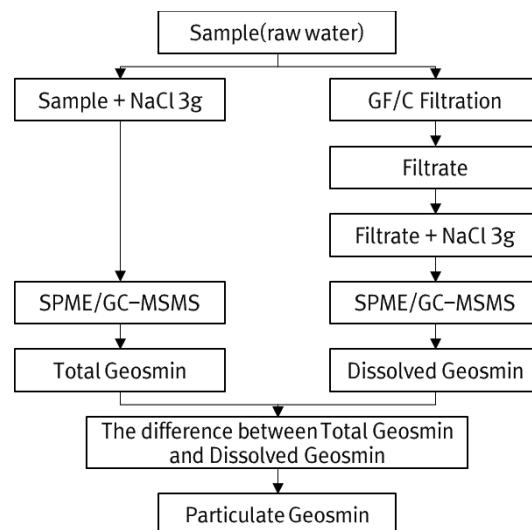 Sample(raw water)
Sample + NaCl 3g
GF/C Filtration
Filtrate
Filtrate + NaCl 3g
SPME/GC−MSMS
SPME/GC−MSMS
Total Geosmin
Dissolved Geosmin
The difference between Total Geosmin
and Dissolved Geosmin
Particulate Geosmin